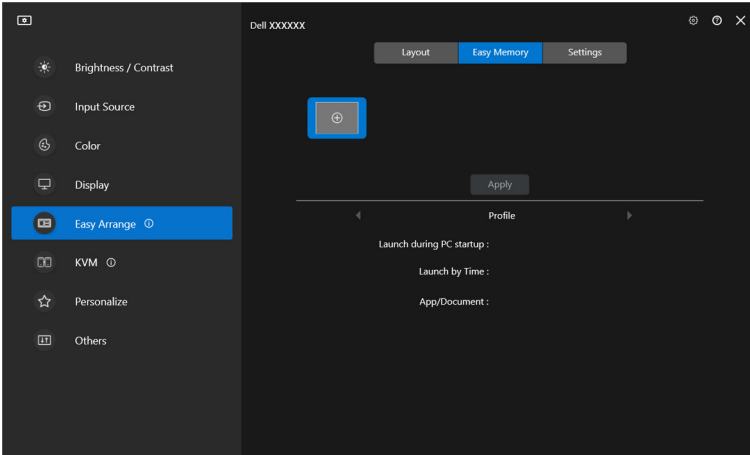 Dell XXXXXX
Layout
Easy Memory
Settings
Brightness / Contrast
Input Source
Color
Display
Easy Arrange
KVM
Personalize
Others
Apply
Profile
Launch during PC startup :
Launch by Time :
App/Document :